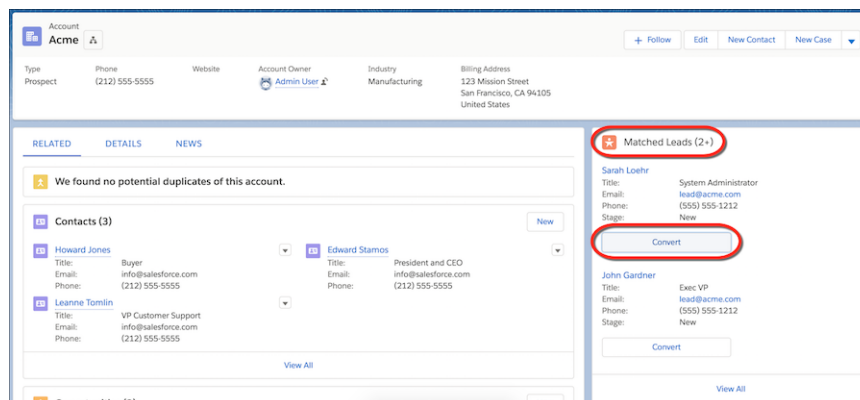 Account
Acme
+ Follow
Edit
New Contact
New Case
Type
Prospect
Phone
(212) 555-5555
Website
Account Owner
Admin User
Industry
Manufacturing
Billing Address
123 Mission Street
San Francisco, CA 94105
United States
RELATED
DETAILS
NEWS
We found no potential duplicates of this account.
Contacts (3)
New
Howard Jones
Title: Buyer
Email: info@salesforce.com
Phone: (212) 555-5555
Edward Stamos
Title: President and CEO
Email: info@salesforce.com
Phone: (212) 555-5555
Leanne Tomlin
Title: VP Customer Support
Email: info@salesforce.com
Phone: (212) 555-5555
View All
Matched Leads (2+)
Sarah Loehr
Title: System Administrator
Email: lead@acme.com
Phone: (555) 555-1212
Stage: New
Convert
John Gardner
Title: Exec VP
Email: lead@acme.com
Phone: (555) 555-1212
Stage: New
Convert
View All